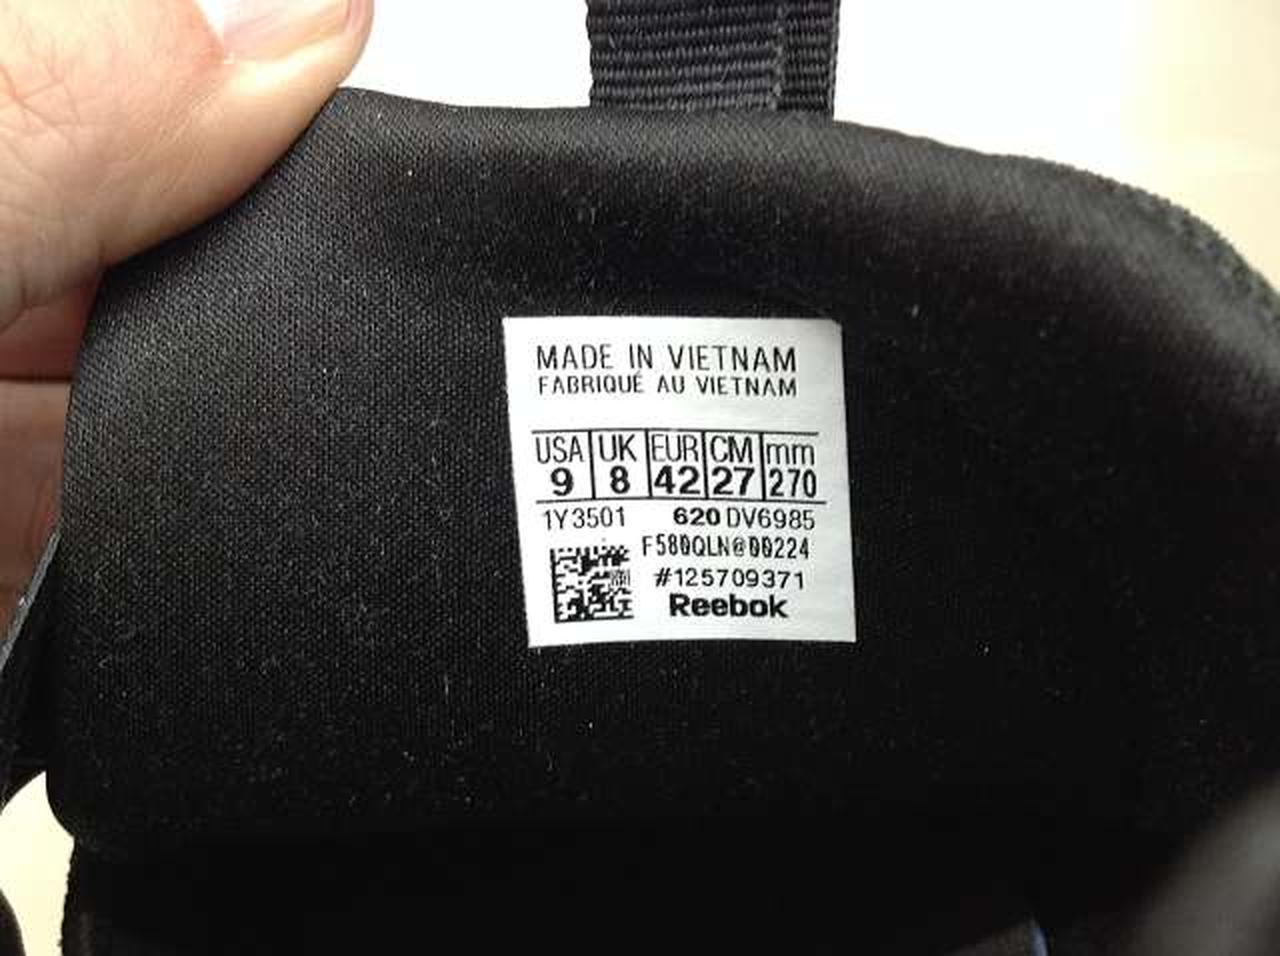 MADE IN VIETNAM
FABRIQUÉ AU VIETNAM
USA UK EUR CM mm
9 8 42 27 270
1Y3501 620 DV6985
F580QLN@00224
#125709371
Reebok